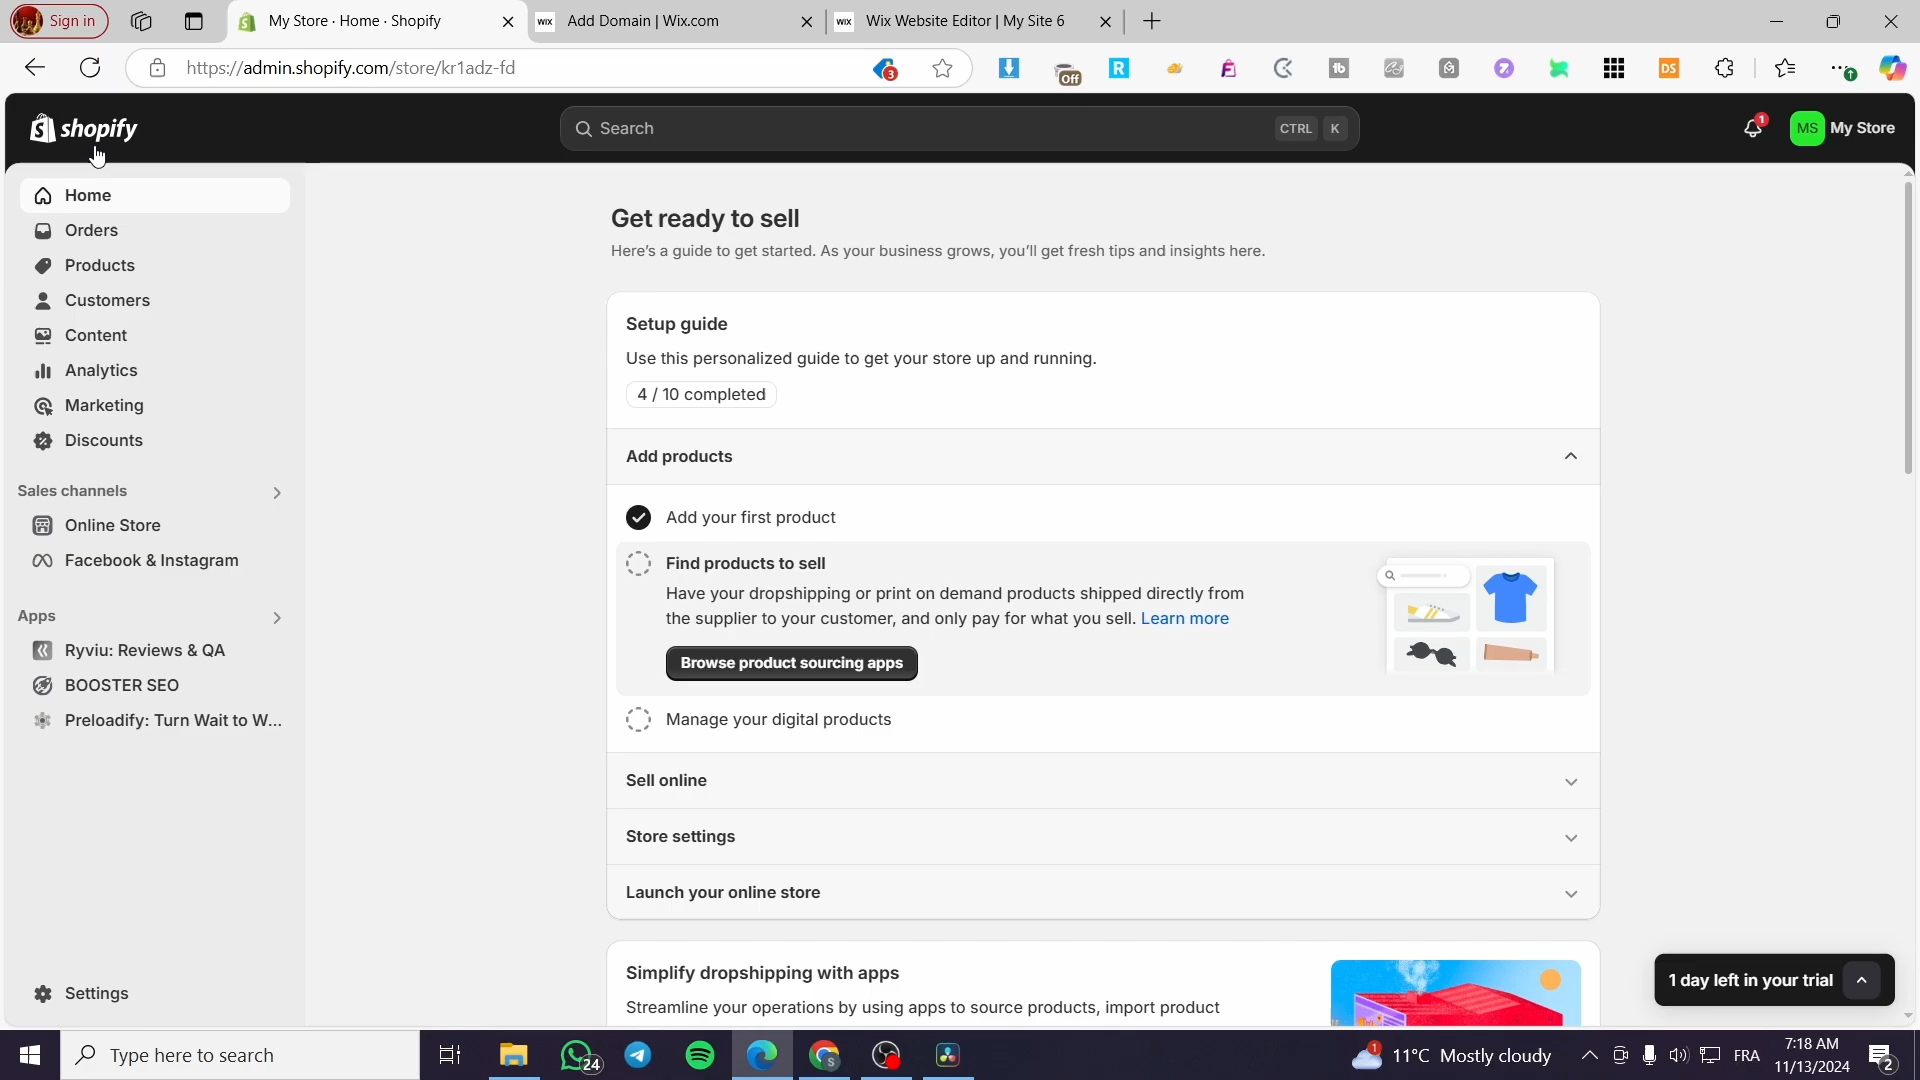 Sign in
My Store · Home · Shopify
WIX
Add Domain | Wix.com
WIX
Wix Website Editor | My Site 6
https://admin.shopify.com/store/kr1adz-fd
3
Off
R
tb
DS
shopify
Search
CTRL
K
1
MS
My Store
Home
Orders
Products
Customers
Content
Analytics
Marketing
Discounts
Sales channels
Online Store
Facebook & Instagram
Apps
Ryviu: Reviews & QA
BOOSTER SEO
Preloadify: Turn Wait to W...
Settings
Get ready to sell
Here's a guide to get started. As your business grows, you'll get fresh tips and insights here.
Setup guide
Use this personalized guide to get your store up and running.
4 / 10 completed
Add products
Add your first product
Find products to sell
Have your dropshipping or print on demand products shipped directly from
the supplier to your customer, and only pay for what you sell. Learn more
Browse product sourcing apps
Manage your digital products
Sell online
Store settings
Launch your online store
Simplify dropshipping with apps
Streamline your operations by using apps to source products, import product
1 day left in your trial
Type here to search
24
1
11°C Mostly cloudy
FRA
7:18 AM
11/13/2024
2